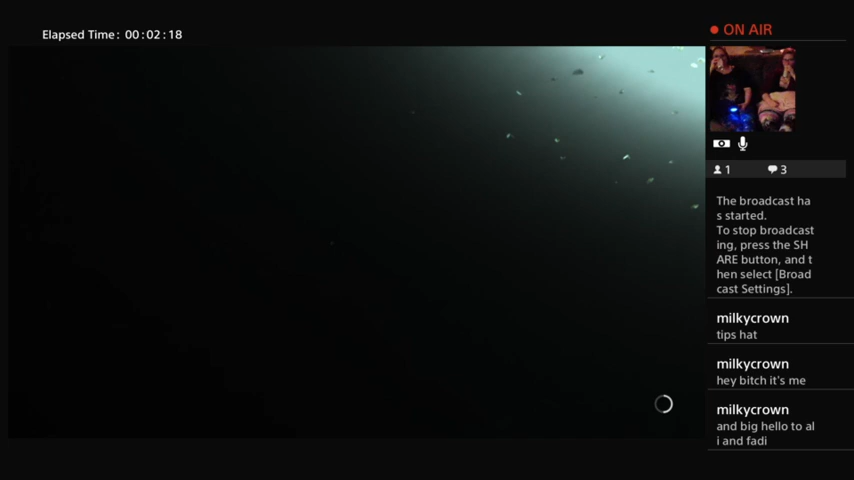 Elapsed Time: 00:02:18
ON AIR
1
3
The broadcast ha
s started.
To stop broadcast
ing, press the SH
ARE button, and t
hen select [Broad
cast Settings].
milkycrown
tips hat
milkycrown
hey bitch it's me
milkycrown
and big hello to al
i and fadi